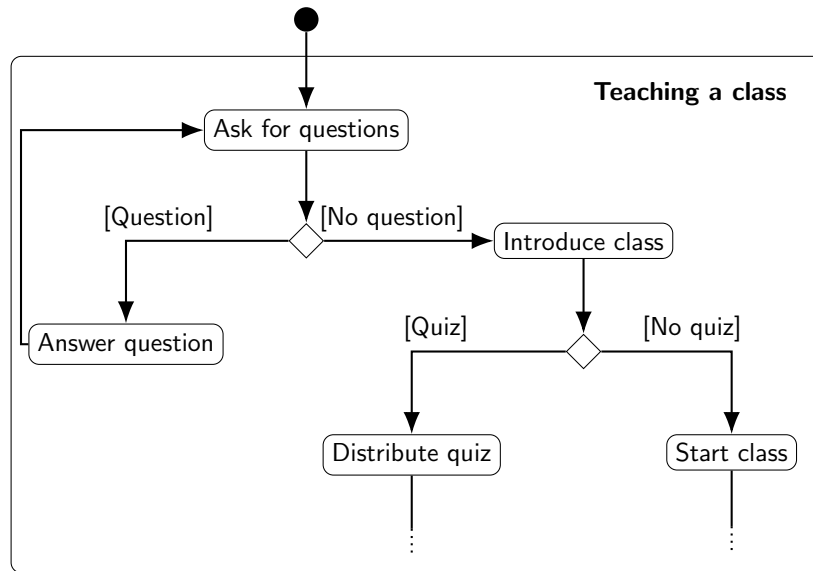 Teaching a class
Ask for questions
[Question]
[No question]
Introduce class
Answer question
[Quiz]
[No quiz]
Distribute quiz
Start class